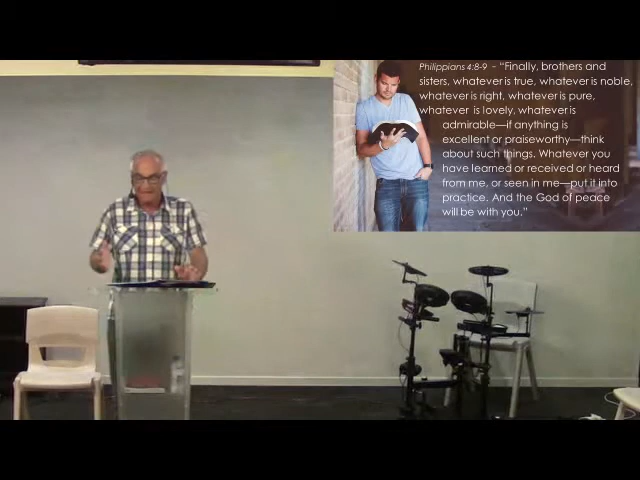 Philippians 4:8-9 - “Finally, brothers and
sisters, whatever is true, whatever is noble,
whatever is right, whatever is pure,
whatever is lovely, whatever is
admirable—if anything is
excellent or praiseworthy—think
about such things. Whatever you
have learned or received or heard
from me, or seen in me—put it into
practice. And the God of peace
will be with you.”